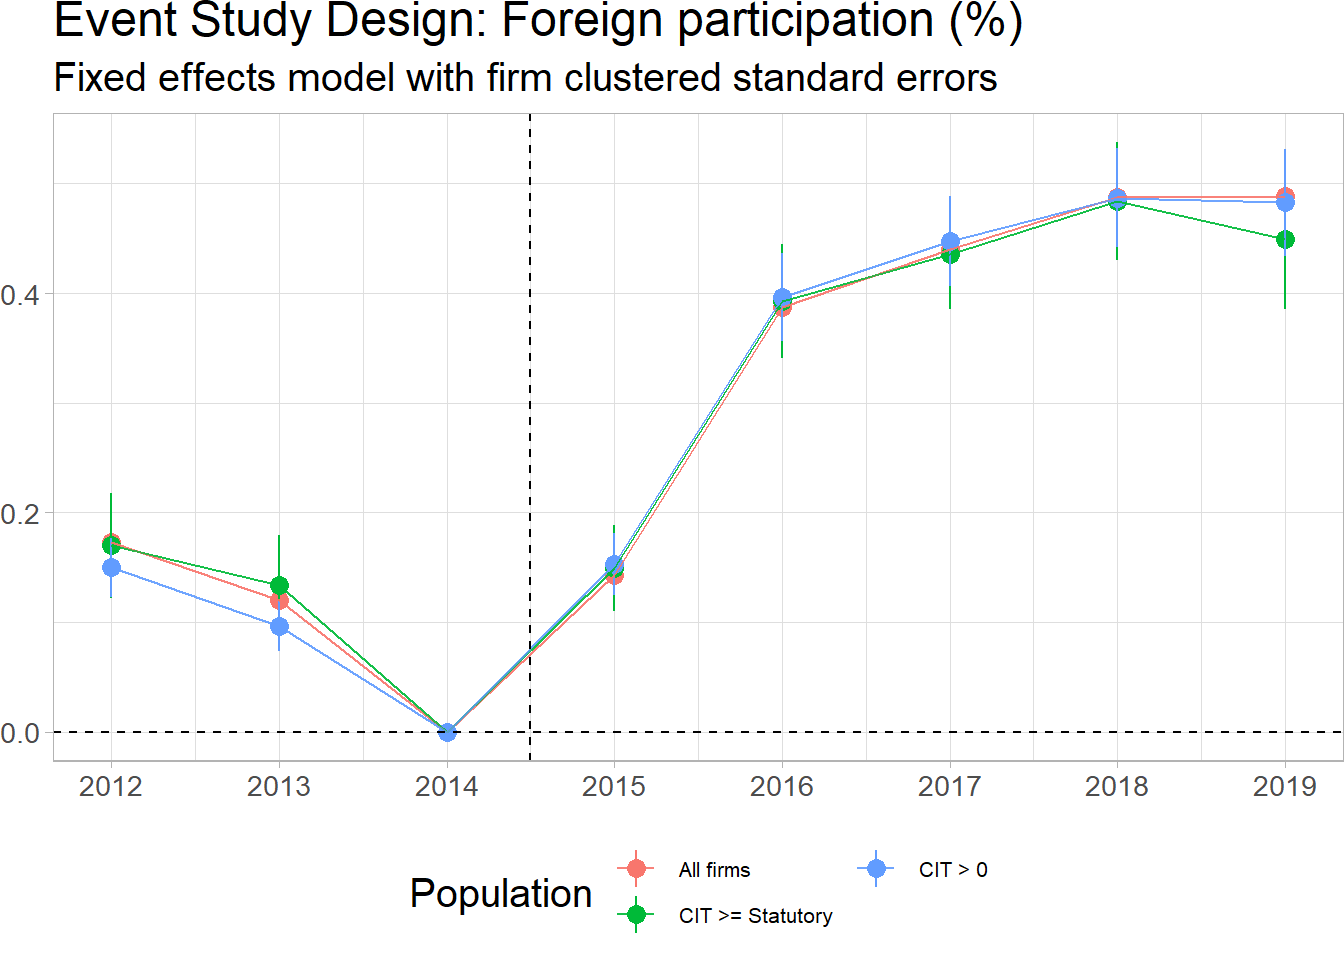 Event Study Design: Foreign participation (%)
Fixed effects model with firm clustered standard errors
0.4
0.2
0.0
2012 2013 2014 2015 2016 2017 2018 2019
Population
All firms
CIT > 0
CIT >= Statutory